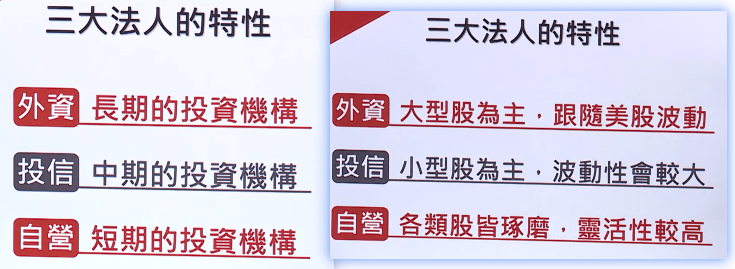 三大法人的特性
外資 長期的投資機構
投信 中期的投資機構
自營 短期的投資機構
三大法人的特性
外資 大型股為主，跟隨美股波動
投信 小型股為主，波動性會較大
自營 各類股皆琢磨，靈活性較高